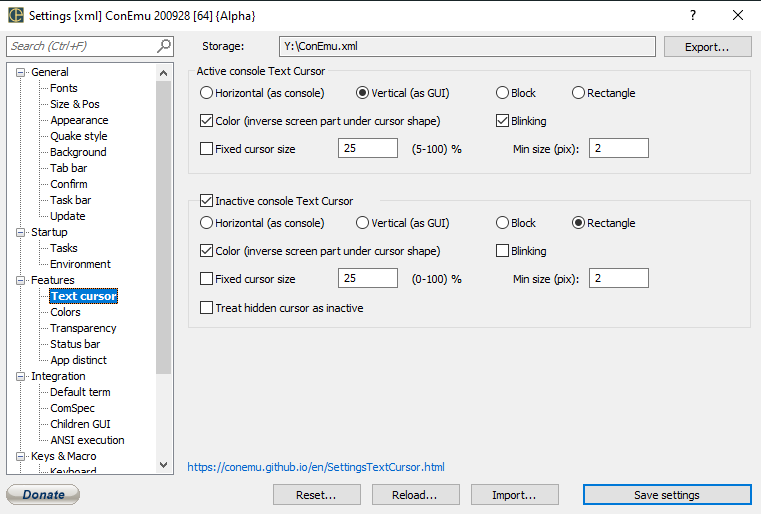 Settings [xml] ConEmu 200928 [64] {Alpha}
Search (Ctrl+F)
Storage:
Y:\ConEmu.xml
Export...
General
Fonts
Size & Pos
Appearance
Quake style
Background
Tab bar
Confirm
Task bar
Update
Startup
Tasks
Environment
Features
Text cursor
Colors
Transparency
Status bar
App distinct
Integration
Default term
ComSpec
Children GUI
ANSI execution
Keys & Macro
Keyboard
Active console Text Cursor
Horizontal (as console) Vertical (as GUI) Block Rectangle
Color (inverse screen part under cursor shape) Blinking
Fixed cursor size 25 (5-100) % Min size (pix): 2
Inactive console Text Cursor
Horizontal (as console) Vertical (as GUI) Block Rectangle
Color (inverse screen part under cursor shape) Blinking
Fixed cursor size 25 (0-100) % Min size (pix): 2
Treat hidden cursor as inactive
https://conemu.github.io/en/SettingsTextCursor.html
Donate Reset... Reload... Import... Save settings